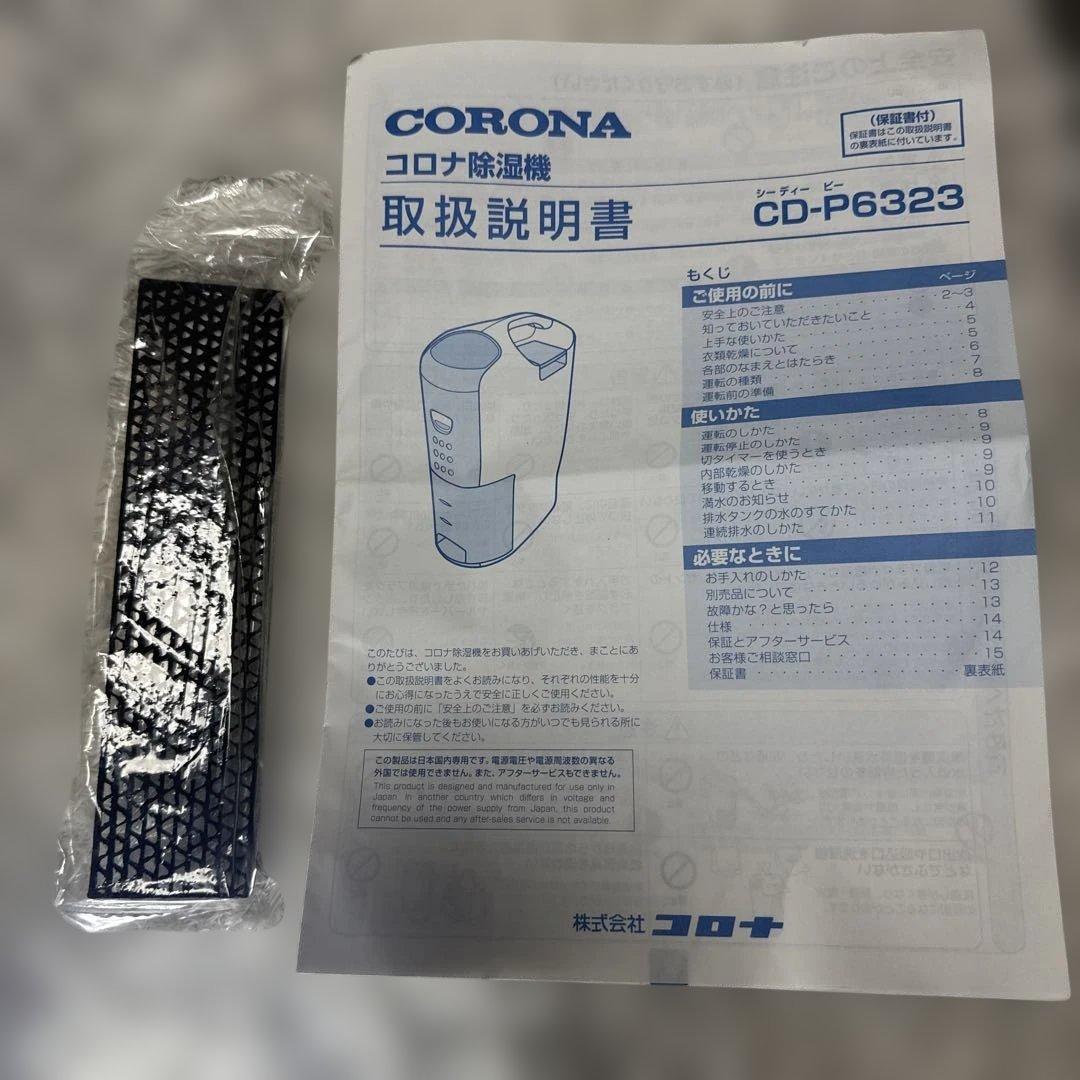 CORONA
コロナ除湿機
取扱説明書
(保証書付)
保証書はこの取扱説明書
の裏表紙に付いています。
シーディー ピー
CD-P6323
もくじ
ページ
ご使用の前に
安全上のご注意 2〜3
知っておいていただきたいこと 4
上手な使いかた 5
衣類乾燥について 5
各部のなまえとはたらき 6
運転の種類 7
運転前の準備 8
使いかた
運転のしかた 8
運転停止のしかた 9
切タイマーを使うとき 9
内部乾燥のしかた 9
移動するとき 9
満水のお知らせ 10
排水タンクの水のすてかた 10
連続排水のしかた 11
必要なときに
お手入れのしかた 12
別売品について 13
故障かな？と思ったら 13
仕様 14
保証とアフターサービス 14
お客様ご相談窓口 15
保証書 裏表紙
このたびは、コロナ除湿機をお買いあげいただき、まことにあ
りがとうございました。
●この取扱説明書をよくお読みになり、それぞれの性能を十分
にお心得になったうえで安全に正しくご使用ください。
●ご使用の前に「安全上のご注意」を必ずお読みください。
●お読みになった後もお使いになる方がいつでも見られる所に
大切に保管してください。
この製品は日本国内専用です。電源電圧や電源周波数の異なる
外国では使用できません。また、アフターサービスもできません。
This product is designed and manufactured for use only in
Japan. In another country which differs in voltage and
frequency of the power supply from Japan, this product
cannot be used and any after-sales service is not available.
株式会社 コロナ